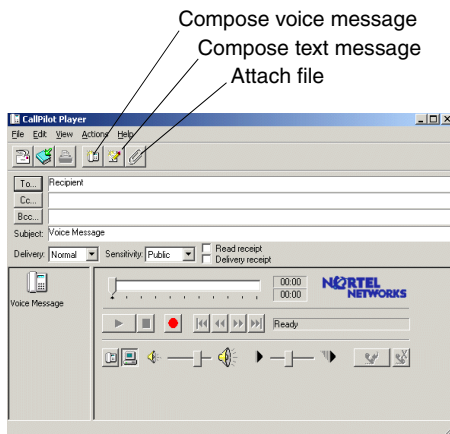 Compose voice message
Compose text message
Attach file
CallPilot Player
File Edit View Actions Help
To... Recipient
Cc...
Bcc...
Subject: Voice Message
Delivery: Normal Sensitivity: Public Read receipt
Delivery receipt
Voice Message
00:00
00:00
NORTEL
NETWORKS
Ready